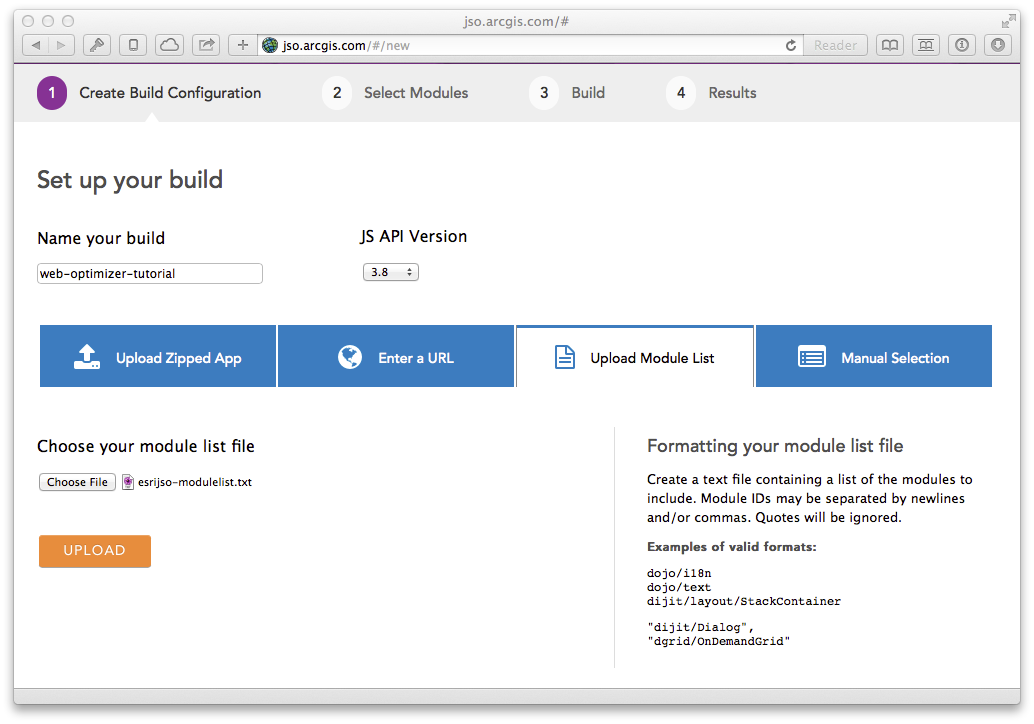 jso.arcgis.com/#
jso.arcgis.com/#/new
Reader
1 Create Build Configuration
2 Select Modules
3 Build
4 Results
Set up your build
Name your build
JS API Version
web-optimizer-tutorial
3.8
Upload Zipped App
Enter a URL
Upload Module List
Manual Selection
Choose your module list file
Choose File esrijso-modulelist.txt
UPLOAD
Formatting your module list file
Create a text file containing a list of the modules to
include. Module IDs may be separated by newlines
and/or commas. Quotes will be ignored.
Examples of valid formats:
dojo/i18n
dojo/text
dijit/layout/StackContainer
"dijit/Dialog",
"dgrid/OnDemandGrid"